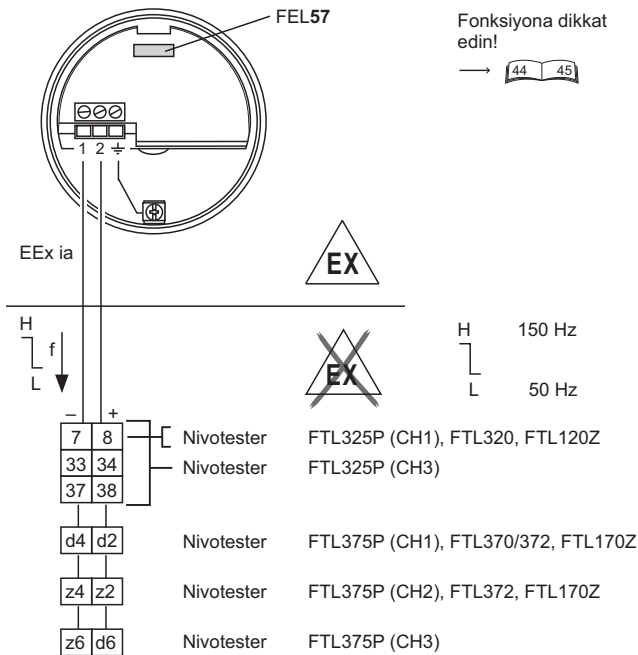 FEL57
Fonksiyona dikkat
edin!
44 45
1 2
EEx ia
EX
H
f
L
EX
H 150 Hz
L 50 Hz
– +
7 8 Nivotester FTL325P (CH1), FTL320, FTL120Z
33 34 Nivotester FTL325P (CH3)
37 38
d4 d2 Nivotester FTL375P (CH1), FTL370/372, FTL170Z
z4 z2 Nivotester FTL375P (CH2), FTL372, FTL170Z
z6 d6 Nivotester FTL375P (CH3)